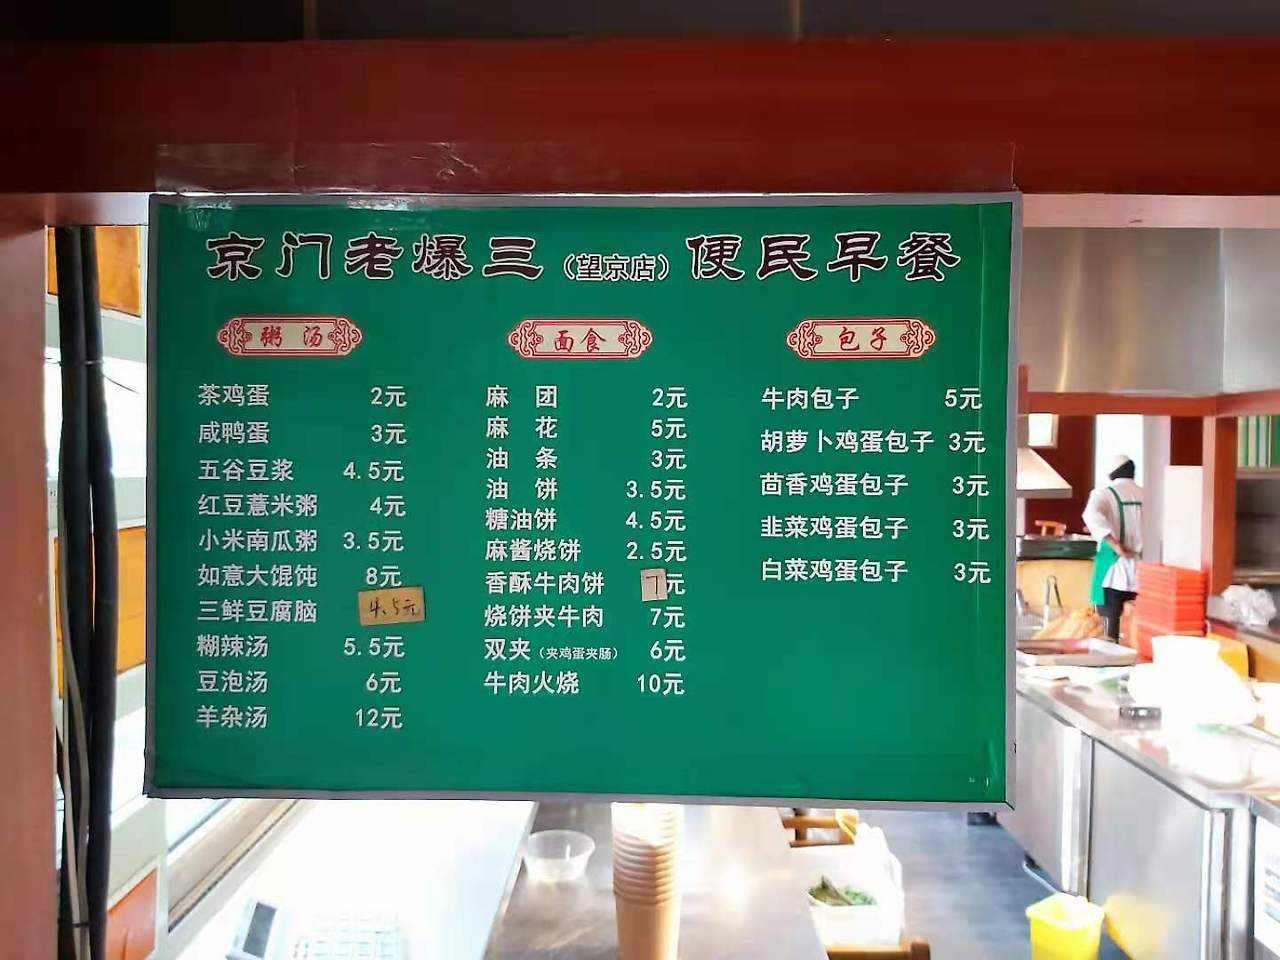 京门老爆三（望京店）便民早餐
粥 汤
茶鸡蛋 2元
咸鸭蛋 3元
五谷豆浆 4.5元
红豆薏米粥 4元
小米南瓜粥 3.5元
如意大馄饨 8元
三鲜豆腐脑 4.5元
糊辣汤 5.5元
豆泡汤 6元
羊杂汤 12元
面食
麻 团 2元
麻 花 5元
油 条 3元
油 饼 3.5元
糖油饼 4.5元
麻酱烧饼 2.5元
香酥牛肉饼 7元
烧饼夹牛肉 7元
双夹（夹鸡蛋夹肠） 6元
牛肉火烧 10元
包子
牛肉包子 5元
胡萝卜鸡蛋包子 3元
茴香鸡蛋包子 3元
韭菜鸡蛋包子 3元
白菜鸡蛋包子 3元